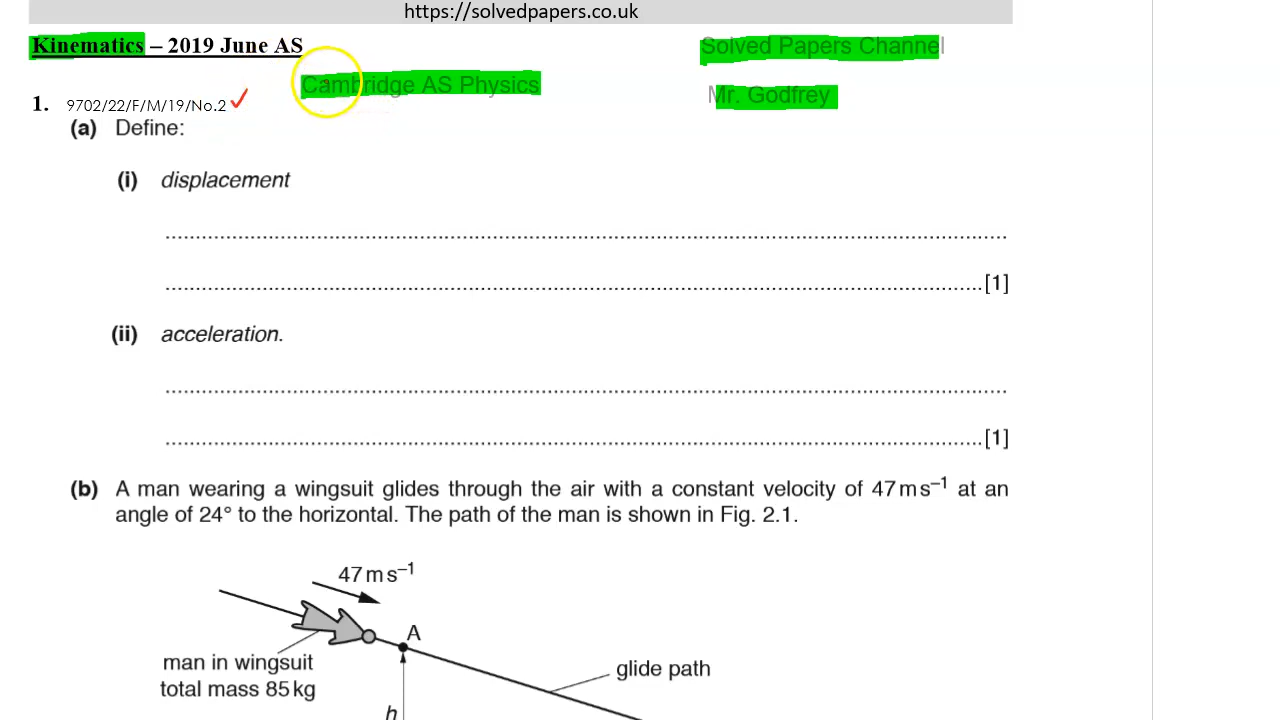 https://solvedpapers.co.uk
Kinematics – 2019 June AS
Solved Papers Channel
Cambridge AS Physics
Mr. Godfrey
1. 9702/22/F/M/19/No.2
(a) Define:
(i) displacement
[1]
(ii) acceleration.
[1]
(b) A man wearing a wingsuit glides through the air with a constant velocity of 47 m s⁻¹ at an
angle of 24° to the horizontal. The path of the man is shown in Fig. 2.1.
47 m s⁻¹
A
man in wingsuit
total mass 85 kg
glide path
h